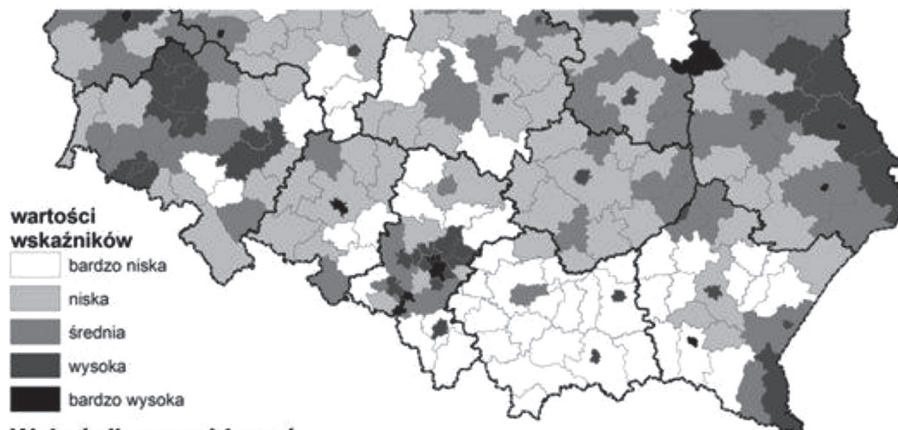 wartości
wskaźników
bardzo niska
niska
średnia
wysoka
bardzo wysoka